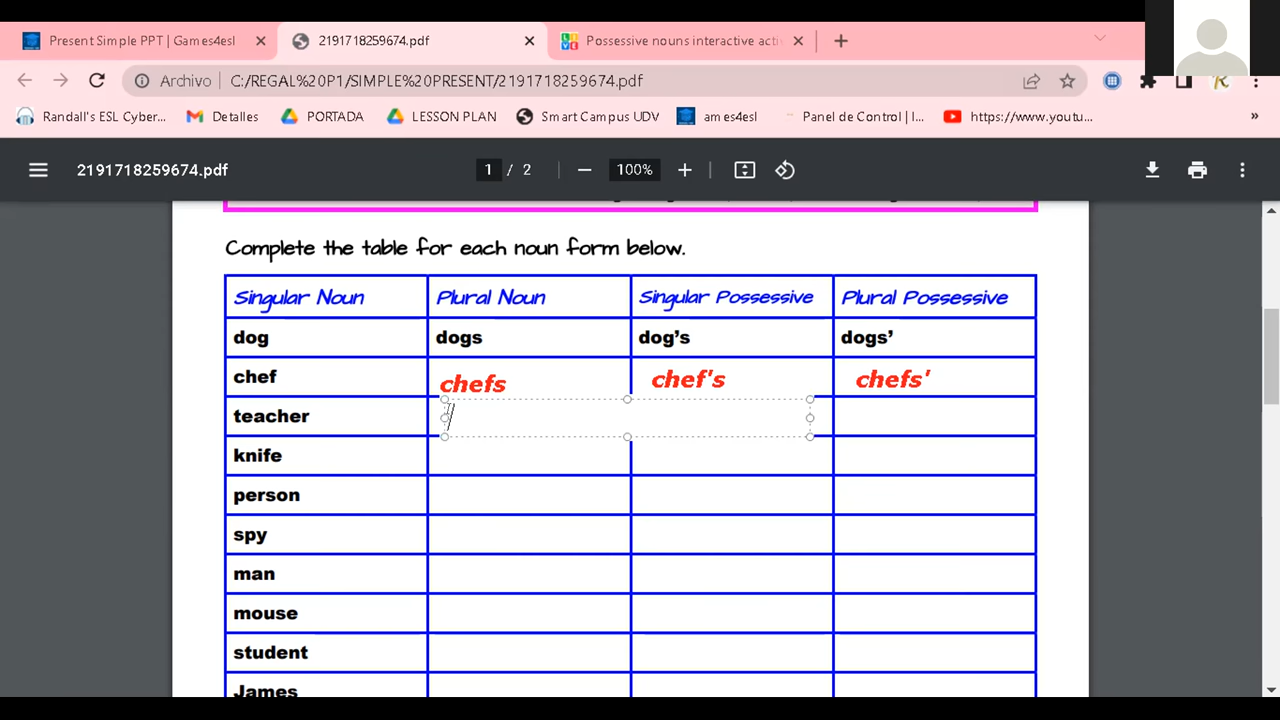 Present Simple PPT | Games4esl
2191718259674.pdf
Possessive nouns interactive acti
Archivo
C:/REGAL%20P1/SIMPLE%20PRESENT/2191718259674.pdf
Randall's ESL Cyber...
Detalles
PORTADA
LESSON PLAN
Smart Campus UDV
ames4esl
Panel de Control | I...
https://www.youtu...
2191718259674.pdf
1 / 2
100%
Complete the table for each noun form below.
Singular Noun Plural Noun Singular Possessive Plural Possessive
dog dogs dog's dogs'
chef chefs chef's chefs'
teacher
knife
person
spy
man
mouse
student
James